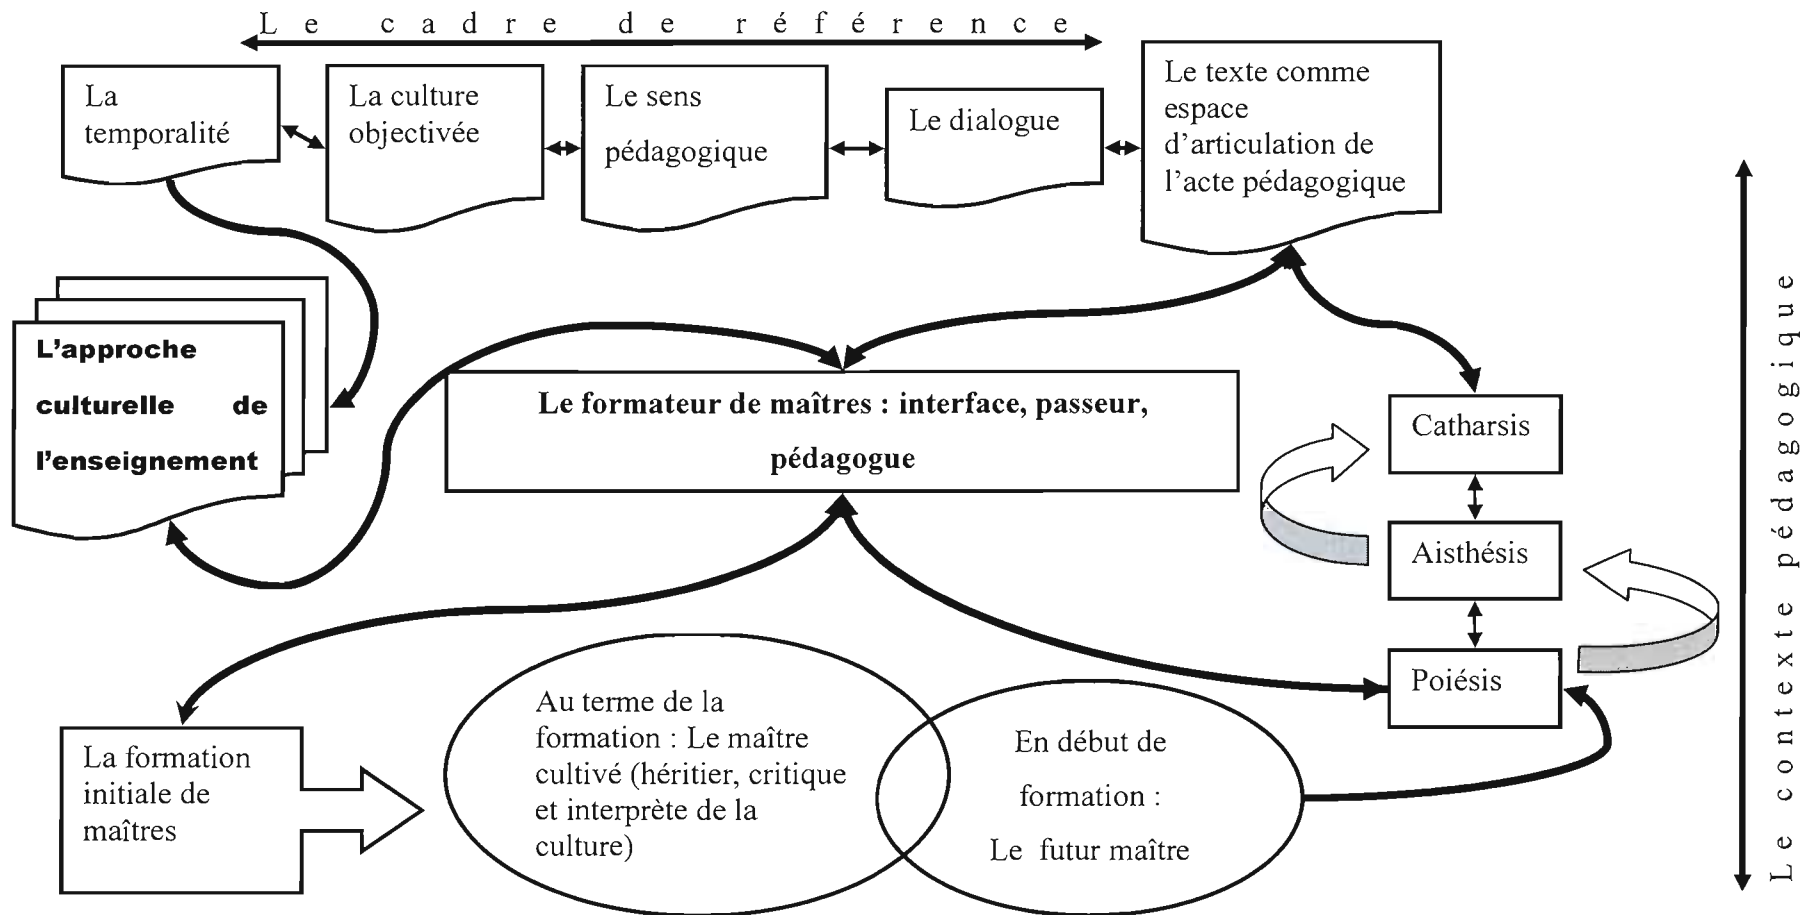 L e c a d r e d e r é f é r e n c e
La
temporalité
La culture
objectivée
Le sens
pédagogique
Le dialogue
Le texte comme
espace
d'articulation de
l'acte pédagogique
L'approche
culturelle de
l'enseignement
Le formateur de maîtres : interface, passeur,
pédagogue
Catharsis
Aisthésis
Poiésis
La formation
initiale de
maîtres
Au terme de la
formation : Le maître
cultivé (héritier, critique
et interprète de la
culture)
En début de
formation :
Le futur maître
L e c o n t e x t e p é d a g o g i q u e